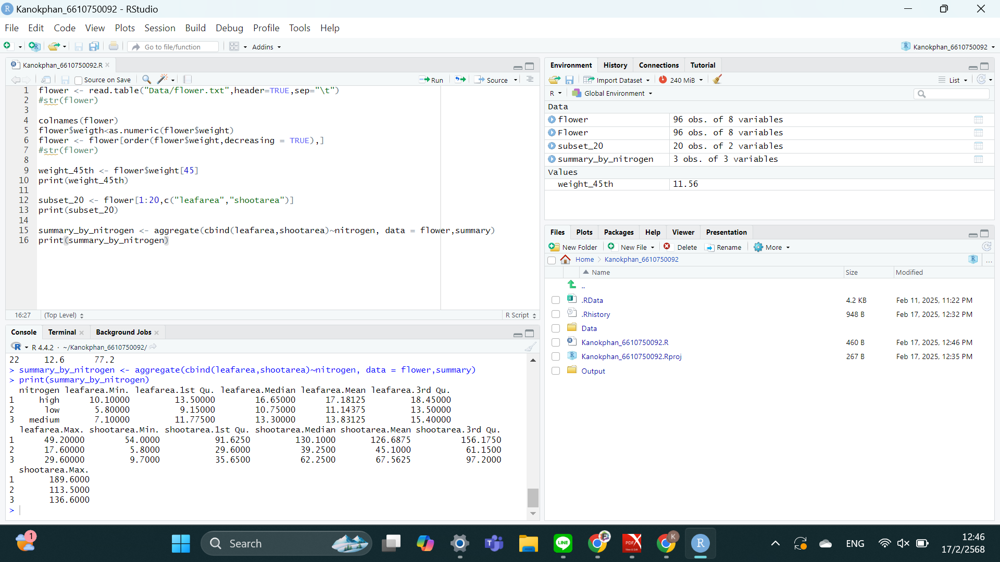 Kanokphan_6610750092 - RStudio
File Edit Code View Plots Session Build Debug Profile Tools Help
Go to file/function Addins Kanokphan_6610750092
Kanokphan_6610750092.R
Source on Save Run Source
1 flower <- read.table("Data/flower.txt",header=TRUE,sep="\t")
2 #str(flower)
3
4 colnames(flower)
5 flower$weigth<as.numeric(flower$weight)
6 flower <- flower[order(flower$weight,decreasing = TRUE),]
7 #str(flower)
8
9 weight_45th <- flower$weight[45]
10 print(weight_45th)
11
12 subset_20 <- flower[1:20,c("leafarea","shootarea")]
13 print(subset_20)
14
15 summary_by_nitrogen <- aggregate(cbind(leafarea,shootarea)~nitrogen, data = flower,summary)
16 print(summary_by_nitrogen)
16:27 (Top Level) R Script
Console Terminal Background Jobs
R R 4.4.2 · ~/Kanokphan_6610750092/
22 12.6 77.2
> summary_by_nitrogen <- aggregate(cbind(leafarea,shootarea)~nitrogen, data = flower,summary)
> print(summary_by_nitrogen)
nitrogen leafarea.Min. leafarea.1st Qu. leafarea.Median leafarea.Mean leafarea.3rd Qu.
1 high 10.10000 13.50000 16.65000 17.18125 18.45000
2 low 5.80000 9.15000 10.75000 11.14375 13.50000
3 medium 7.10000 11.77500 13.30000 13.83125 15.40000
leafarea.Max. shootarea.Min. shootarea.1st Qu. shootarea.Median shootarea.Mean shootarea.3rd Qu.
1 49.20000 54.0000 91.6250 130.1000 126.6875 156.1750
2 17.60000 5.8000 29.6000 39.2500 45.1000 61.1500
3 29.60000 9.7000 35.6500 62.2500 67.5625 97.2000
shootarea.Max.
1 189.6000
2 113.5000
3 136.6000
>
Environment History Connections Tutorial
Import Dataset 240 MiB List
R Global Environment
Data
flower 96 obs. of 8 variables
Flower 96 obs. of 8 variables
subset_20 20 obs. of 2 variables
summary_by_nitrogen 3 obs. of 3 variables
Values
weight_45th 11.56
Files Plots Packages Help Viewer Presentation
New Folder New File Delete Rename More
Home Kanokphan_6610750092 ...
Name Size Modified
..
.RData 4.2 KB Feb 11, 2025, 11:22 PM
.Rhistory 948 B Feb 17, 2025, 12:32 PM
Data
Kanokphan_6610750092.R 460 B Feb 17, 2025, 12:46 PM
Kanokphan_6610750092.Rproj 267 B Feb 17, 2025, 12:35 PM
Output
1 Search LINE PDF K R ENG 12:46
17/2/2568